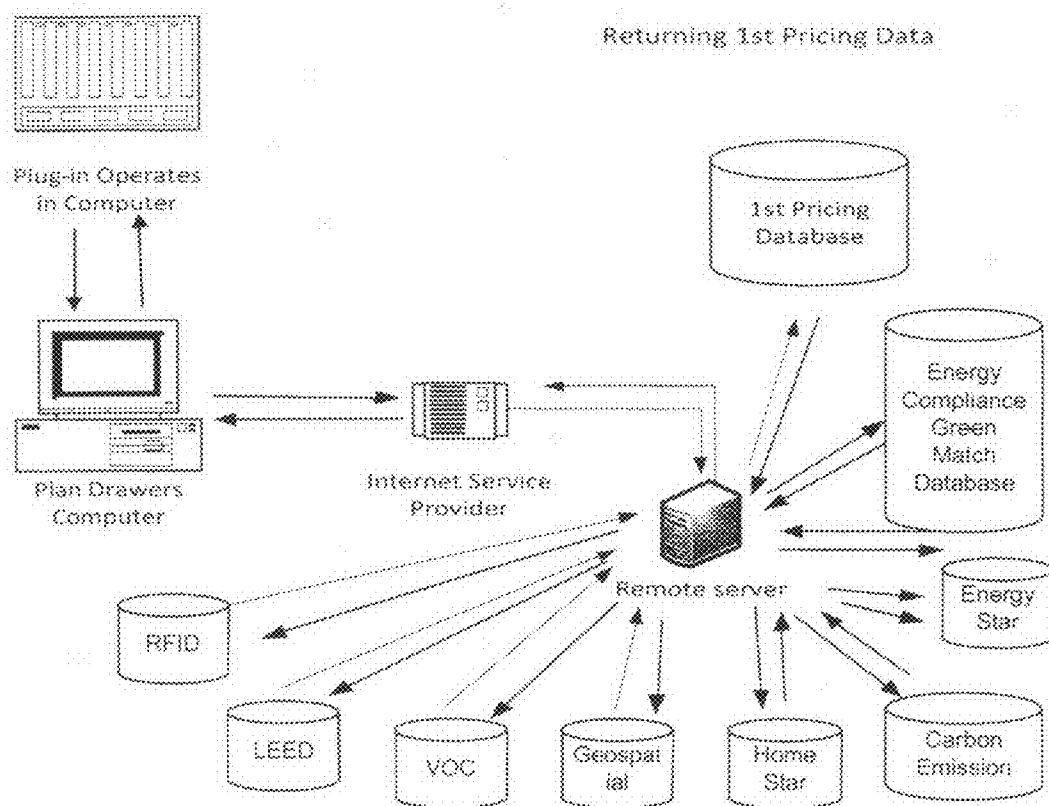 Returning 1st Pricing Data
Plug-in Operates
in Computer
1st Pricing
Database
Energy
Compliance
Green
Match
Database
Plan Drawers
Computer
Internet Service
Provider
Remote server
Energy
Star
RFID
LEED
VOC
Geospat
ial
Home
Star
Carbon
Emission